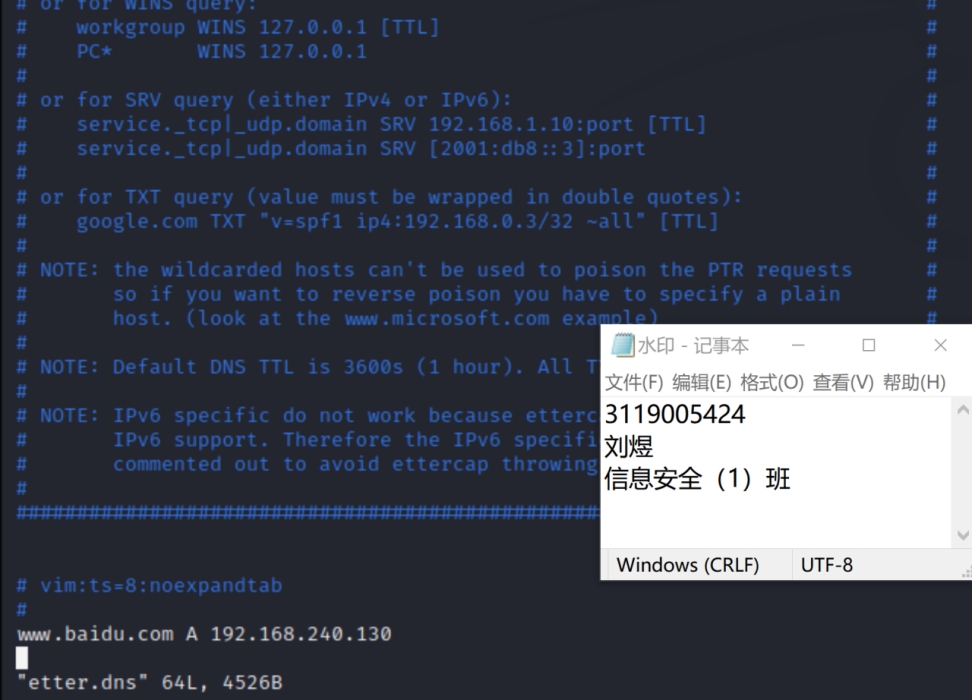 # or for WINS query: #
#    workgroup WINS 127.0.0.1 [TTL] #
#    PC*       WINS 127.0.0.1 #
# #
# or for SRV query (either IPv4 or IPv6): #
#    service._tcp|_udp.domain SRV 192.168.1.10:port [TTL] #
#    service._tcp|_udp.domain SRV [2001:db8::3]:port #
# #
# or for TXT query (value must be wrapped in double quotes): #
#    google.com TXT "v=spf1 ip4:192.168.0.3/32 ~all" [TTL] #
# #
# NOTE: the wildcarded hosts can't be used to poison the PTR requests #
#       so if you want to reverse poison you have to specify a plain #
#       host. (look at the www.microsoft.com example) #
#
# NOTE: Default DNS TTL is 3600s (1 hour). All
#
# NOTE: IPv6 specific do not work because
#       IPv6 support. Therefore the IPv6
#       commented out to avoid ettercap throwing
#
################################################
# vim:ts=8:noexpandtab
#
www.baidu.com A 192.168.240.130
"etter.dns" 64L, 4526B
水印 - 记事本
文件(F) 编辑(E) 格式(O) 查看(V) 帮助(H)
3119005424
刘煜
信息安全（1）班
Windows (CRLF) UTF-8